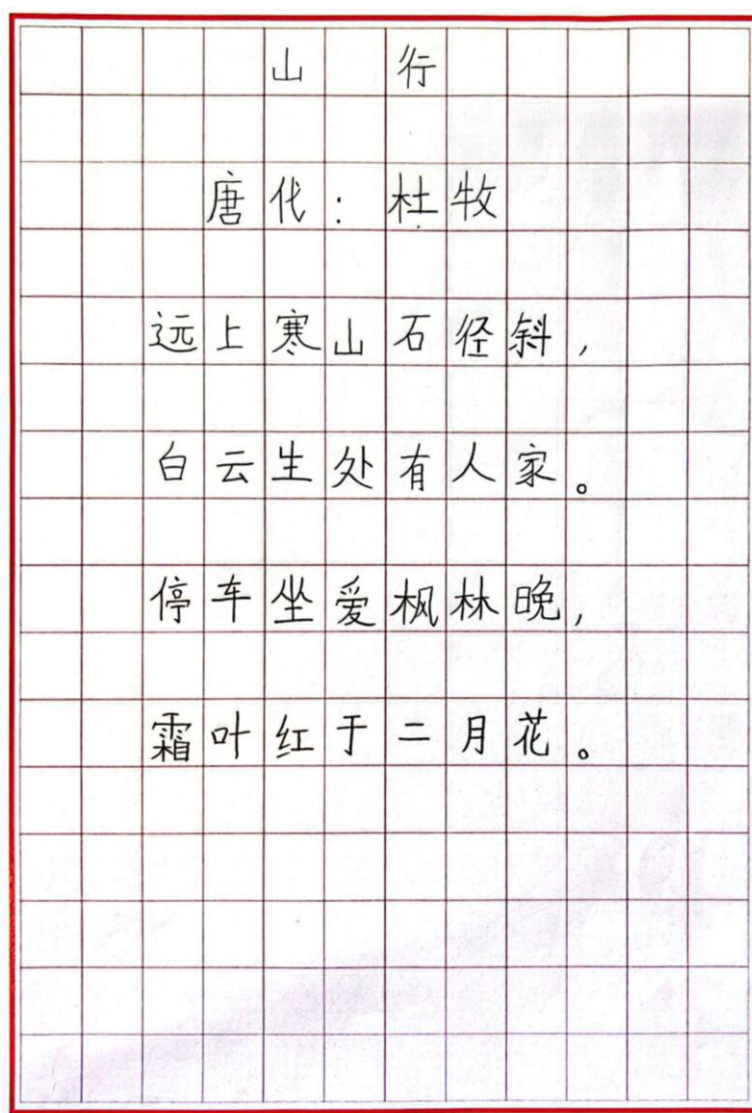 山 行
唐代：杜牧
远上寒山石径斜，
白云生处有人家。
停车坐爱枫林晚，
霜叶红于二月花。